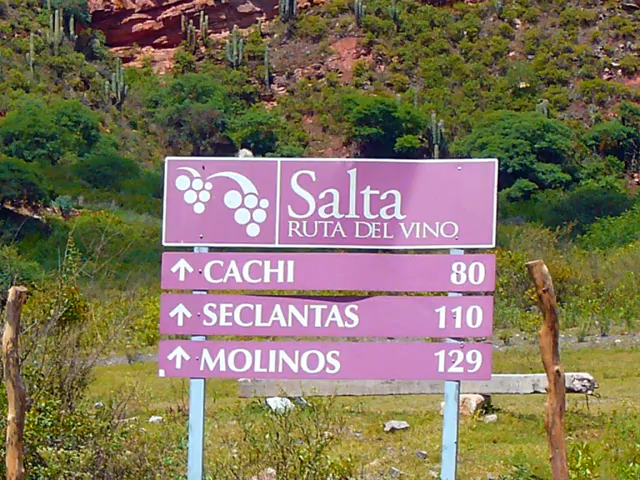 Salta
RUTA DEL VINO
↑ CACHI 80
↑ SECLANTAS 110
↑ MOLINOS 129